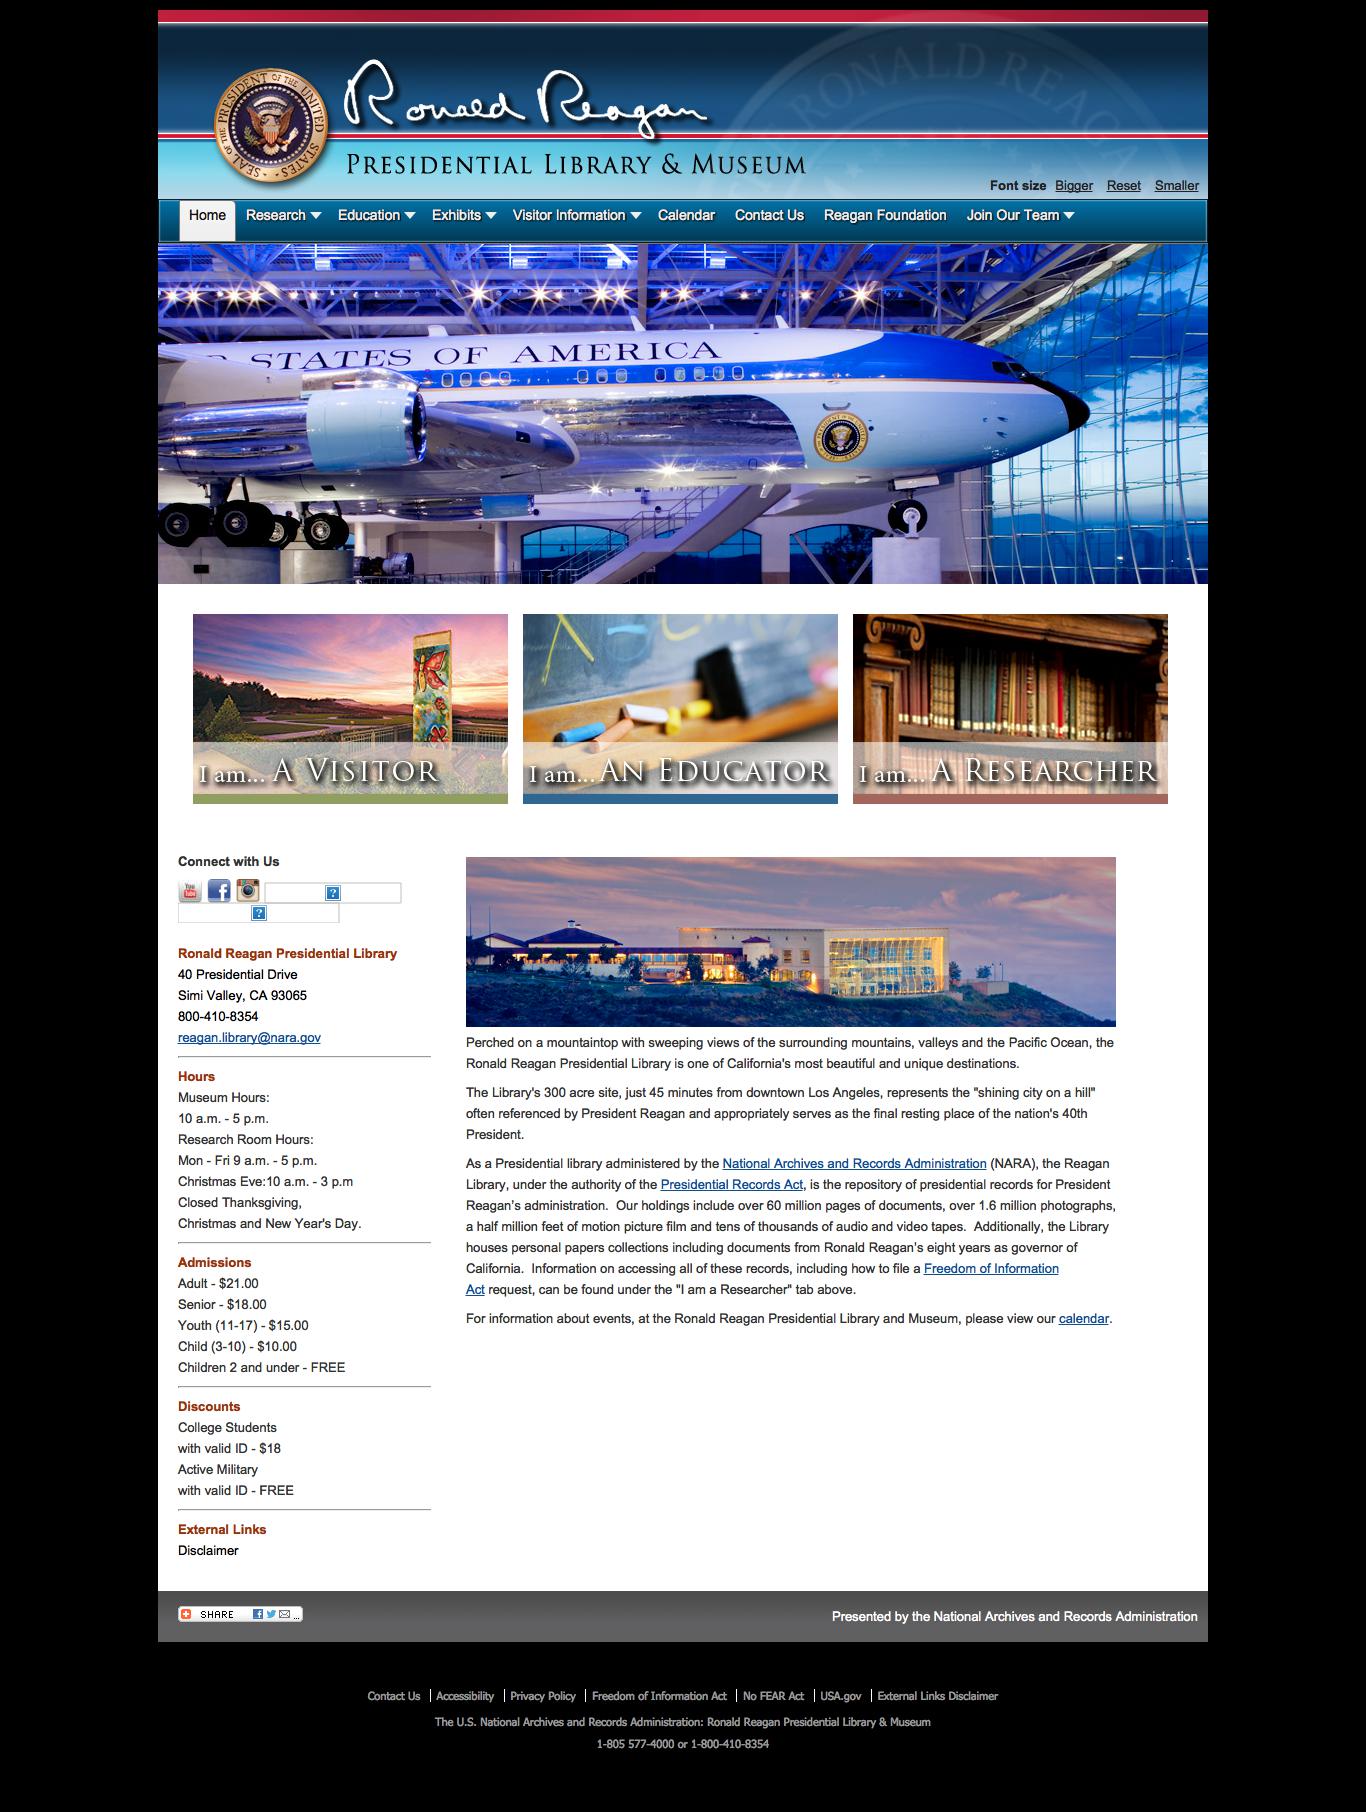 RONALD REAGA
SEAL OF THE PRESIDENT OF THE UNITED STATES
Ronald Reagan
PRESIDENTIAL LIBRARY & MUSEUM
Font size Bigger Reset Smaller
Home Research Education Exhibits Visitor Information Calendar Contact Us Reagan Foundation Join Our Team
D STATES OF AMERICA
I am... A VISITOR
I am... AN EDUCATOR
I am... A RESEARCHER
Connect with Us
You Tube
Ronald Reagan Presidential Library
40 Presidential Drive
Simi Valley, CA 93065
800-410-8354
reagan.library@nara.gov
Hours
Museum Hours:
10 a.m. - 5 p.m.
Research Room Hours:
Mon - Fri 9 a.m. - 5 p.m.
Christmas Eve:10 a.m. - 3 p.m
Closed Thanksgiving,
Christmas and New Year's Day.
Admissions
Adult - $21.00
Senior - $18.00
Youth (11-17) - $15.00
Child (3-10) - $10.00
Children 2 and under - FREE
Discounts
College Students
with valid ID - $18
Active Military
with valid ID - FREE
External Links
Disclaimer
Perched on a mountaintop with sweeping views of the surrounding mountains, valleys and the Pacific Ocean, the
Ronald Reagan Presidential Library is one of California's most beautiful and unique destinations.
The Library's 300 acre site, just 45 minutes from downtown Los Angeles, represents the "shining city on a hill"
often referenced by President Reagan and appropriately serves as the final resting place of the nation's 40th
President.
As a Presidential library administered by the National Archives and Records Administration (NARA), the Reagan
Library, under the authority of the Presidential Records Act, is the repository of presidential records for President
Reagan’s administration. Our holdings include over 60 million pages of documents, over 1.6 million photographs,
a half million feet of motion picture film and tens of thousands of audio and video tapes. Additionally, the Library
houses personal papers collections including documents from Ronald Reagan’s eight years as governor of
California. Information on accessing all of these records, including how to file a Freedom of Information
Act request, can be found under the "I am a Researcher" tab above.
For information about events, at the Ronald Reagan Presidential Library and Museum, please view our calendar.
SHARE ...
Presented by the National Archives and Records Administration
Contact Us | Accessibility | Privacy Policy | Freedom of Information Act | No FEAR Act | USA.gov | External Links Disclaimer
The U.S. National Archives and Records Administration: Ronald Reagan Presidential Library & Museum
1-805 577-4000 or 1-800-410-8354